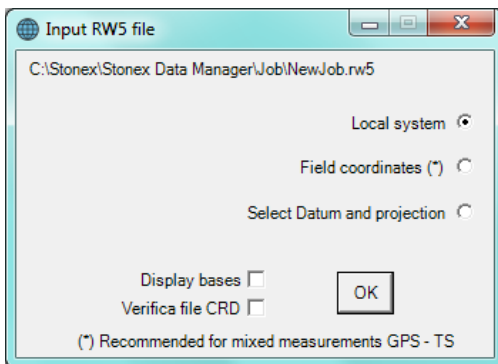 Input RW5 file
C:\Stonex\Stonex Data Manager\Job\NewJob.rw5
Local system
Field coordinates (*)
Select Datum and projection
Display bases
Verifica file CRD
OK
(*) Recommended for mixed measurements GPS - TS